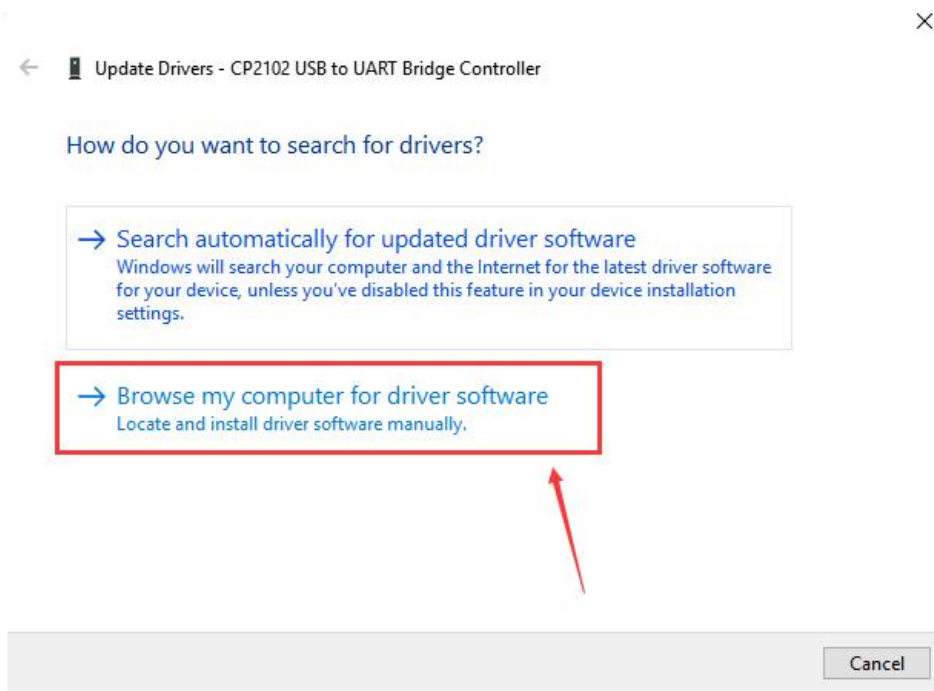 Update Drivers - CP2102 USB to UART Bridge Controller
How do you want to search for drivers?
Search automatically for updated driver software
Windows will search your computer and the Internet for the latest driver software
for your device, unless you've disabled this feature in your device installation
settings.
Browse my computer for driver software
Locate and install driver software manually.
Cancel